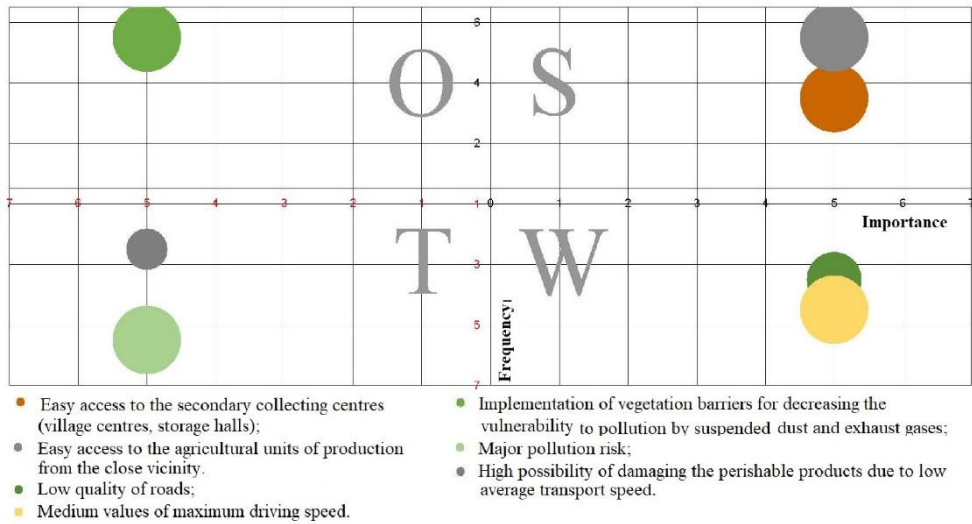 6
O S
4
2
7 6 5 4 3 2 1 1 0 1 2 3 4 5 6 7
Importance
T W
3
5
Frequency
7
Easy access to the secondary collecting centres
(village centres, storage halls);
Easy access to the agricultural units of production
from the close vicinity.
Low quality of roads;
Medium values of maximum driving speed.
Implementation of vegetation barriers for decreasing the
vulnerability to pollution by suspended dust and exhaust gases;
Major pollution risk;
High possibility of damaging the perishable products due to low
average transport speed.